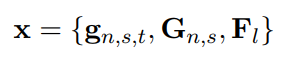 x = {g_{n,s,t}, G_{n,s}, F_l}